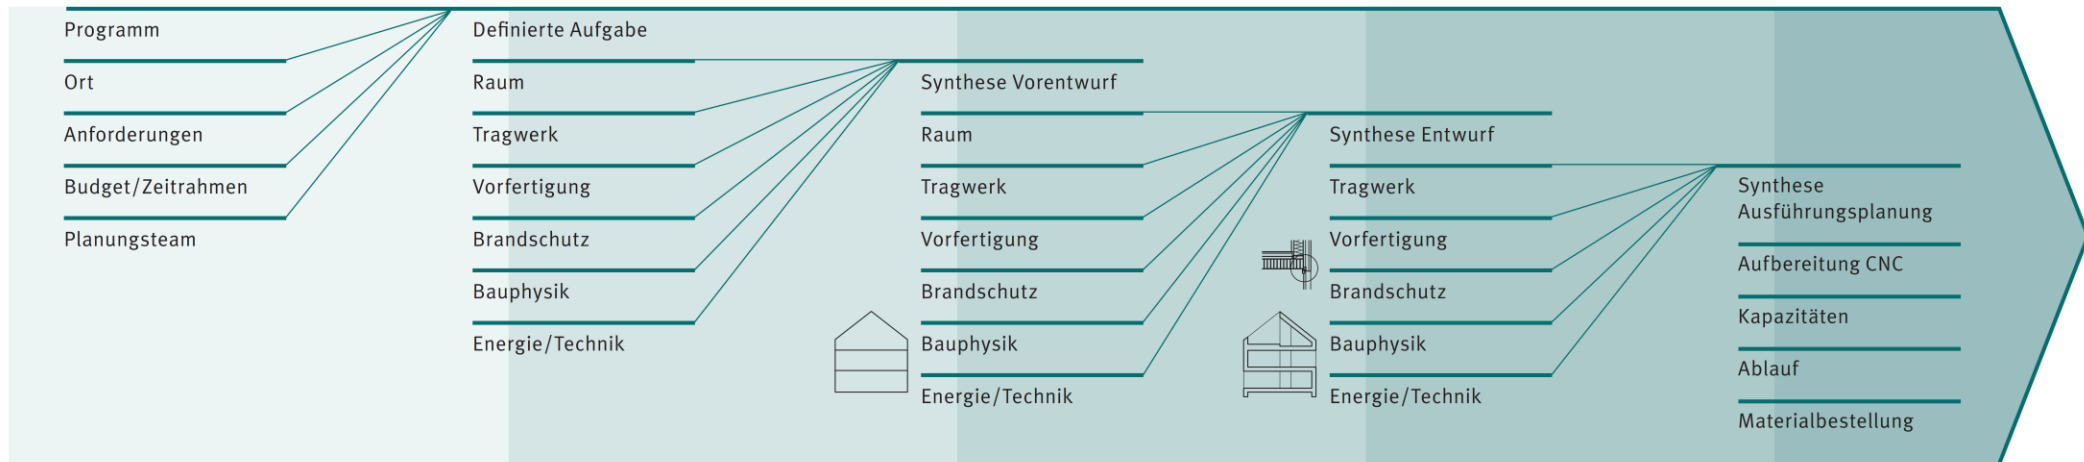 Programm
Ort
Anforderungen
Budget/Zeitrahmen
Planungsteam
Definierte Aufgabe
Raum
Tragwerk
Vorfertigung
Brandschutz
Bauphysik
Energie/Technik
Synthese Vorentwurf
Raum
Tragwerk
Vorfertigung
Brandschutz
Bauphysik
Energie/Technik
Synthese Entwurf
Tragwerk
Vorfertigung
Brandschutz
Bauphysik
Energie/Technik
Synthese
Ausführungsplanung
Aufbereitung CNC
Kapazitäten
Ablauf
Materialbestellung